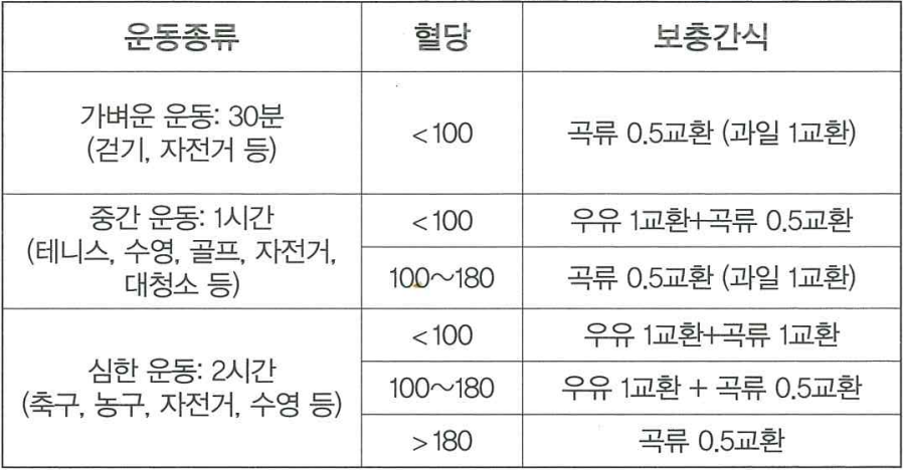 운동종류 혈당 보충간식
가벼운 운동: 30분
(걷기, 자전거 등)
<100 곡류 0.5교환 (과일 1교환)
중간 운동: 1시간
(테니스, 수영, 골프, 자전거,
대청소 등)
<100 우유 1교환+곡류 0.5교환
100~180 곡류 0.5교환 (과일 1교환)
심한 운동: 2시간
(축구, 농구, 자전거, 수영 등)
<100 우유 1교환+곡류 1교환
100~180 우유 1교환 + 곡류 0.5교환
>180 곡류 0.5교환